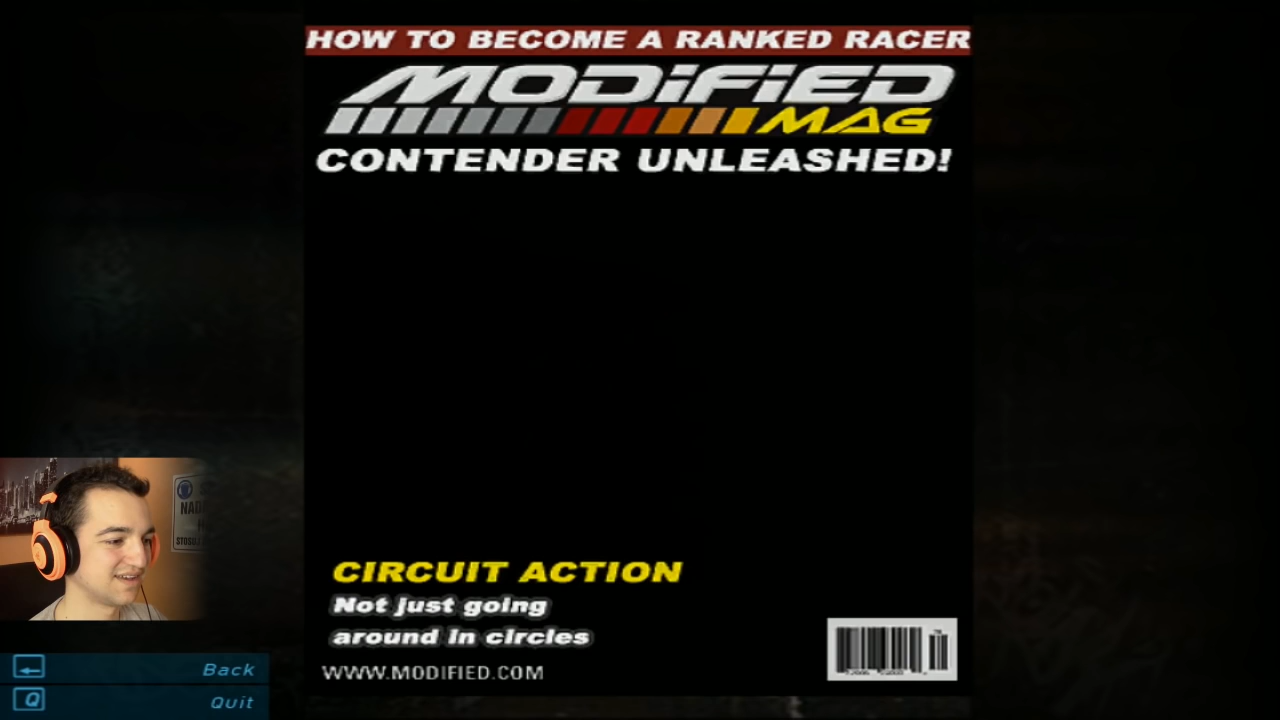 HOW TO BECOME A RANKED RACER
MODiFiED
MAG
CONTENDER UNLEASHED!
CIRCUIT ACTION
Not just going
around in circles
WWW.MODIFIED.COM
Back
Q Quit